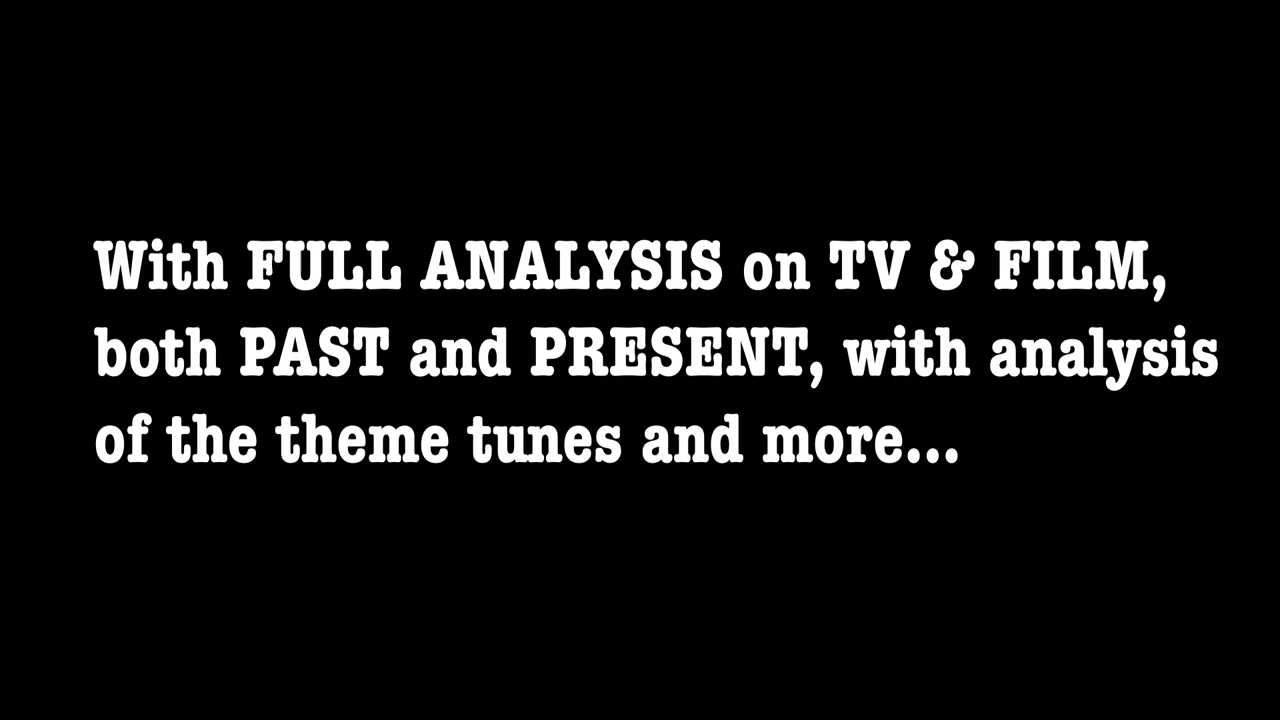 With FULL ANALYSIS on TV & FILM,
both PAST and PRESENT, with analysis
of the theme tunes and more...